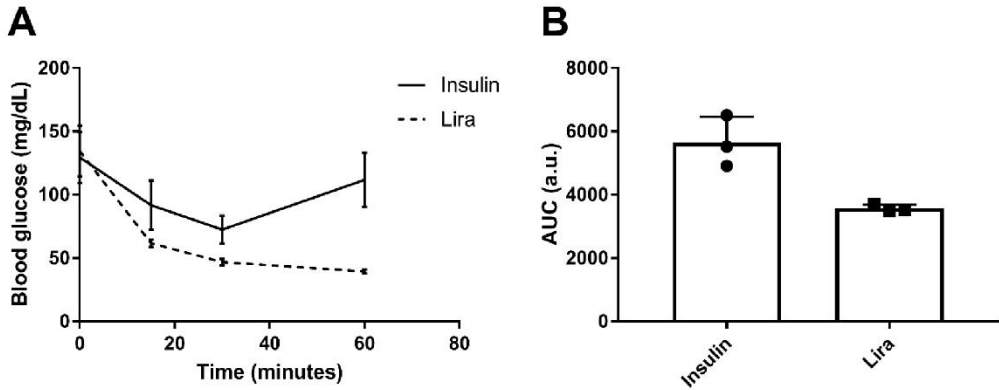 A
Blood glucose (mg/dL)
200
150
100
50
0
0 20 40 60 80
Time (minutes)
Insulin
Lira
B
AUC (a.u.)
8000
6000
4000
2000
0
Insulin
Lira